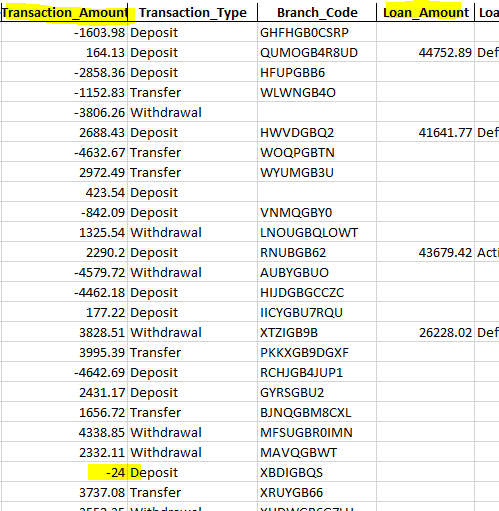 Transaction_Amount Transaction_Type Branch_Code Loan_Amount Loa
-1603.98 Deposit GHFHGB0CSRP
164.13 Deposit QUMOGB4R8UD 44752.89 Def
-2858.36 Deposit HFUPGBB6
-1152.83 Transfer WLWNGB4O
-3806.26 Withdrawal
2688.43 Deposit HWVDGBQ2 41641.77 Def
-4632.67 Transfer WOQPGBTN
2972.49 Transfer WYUMGB3U
423.54 Deposit
-842.09 Deposit VNMQGBY0
1325.54 Withdrawal LNOUGBQLOWT
2290.2 Deposit RNUBGB62 43679.42 Acti
-4579.72 Withdrawal AUBYGBUO
-4462.18 Deposit HIJDGBGCCZC
177.22 Deposit IICYGBU7RQU
3828.51 Withdrawal XTZIGB9B 26228.02 Def
3995.39 Transfer PKKXGB9DGXF
-4642.69 Deposit RCHJGB4JUP1
2431.17 Deposit GYRSGBU2
1656.72 Transfer BJNQGBM8CXL
4338.85 Withdrawal MFSUGBR0IMN
2332.11 Withdrawal MAVQGBWT
-24 Deposit XBDIGBQS
3737.08 Transfer XRUYGB66